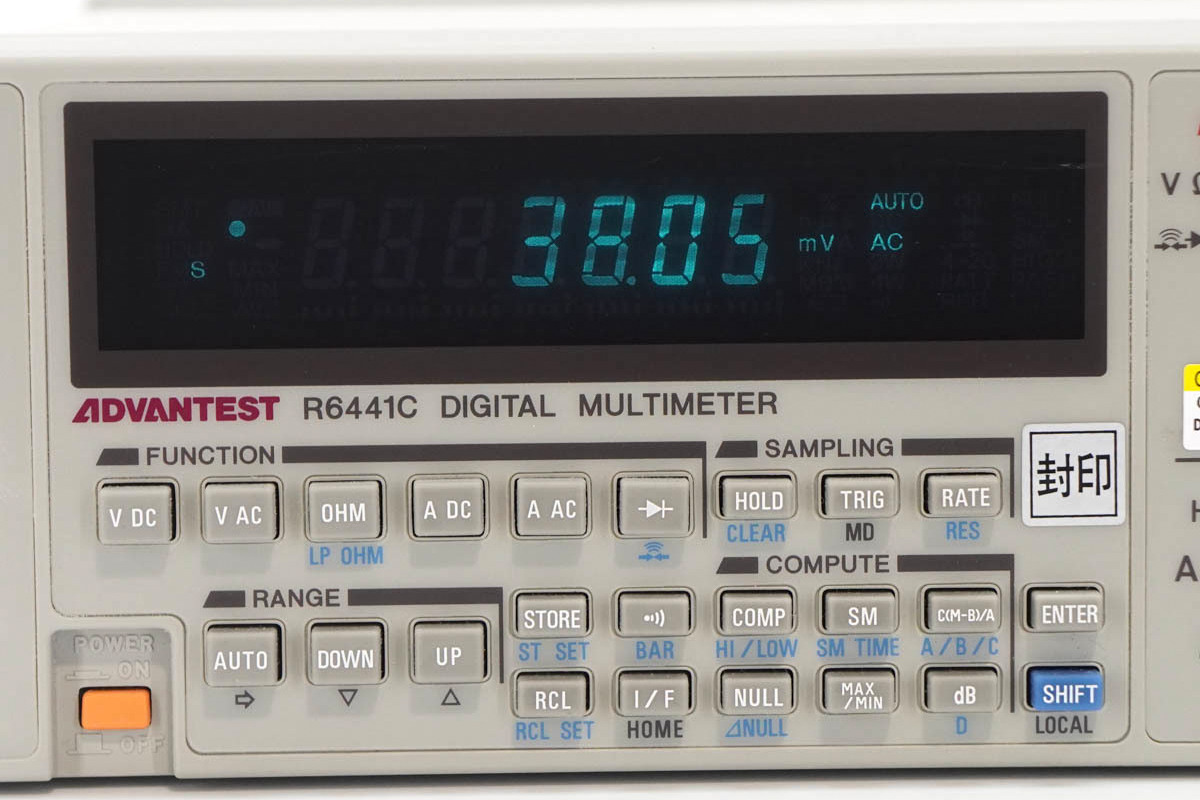 38.05 mV AUTO
S AC
ADVANTEST R6441C DIGITAL MULTIMETER
FUNCTION
SAMPLING
V DC V AC OHM A DC A AC
HOLD TRIG RATE
封印
LP OHM
CLEAR MD RES
COMPUTE
RANGE
STORE COMP SM C(M-B)/A ENTER
ST SET BAR HI/LOW SM TIME A/B/C
POWER
ON
AUTO DOWN UP
RCL I/F NULL MAX/MIN dB SHIFT
RCL SET HOME ⊿NULL D LOCAL
OFF
V Ω